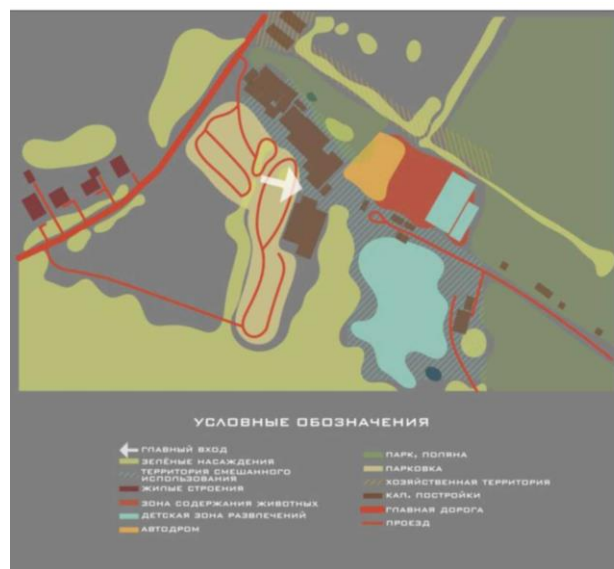 УСЛОВНЫЕ ОБОЗНАЧЕНИЯ
ГЛАВНЫЙ ВХОД
ЗЕЛЁНЫЕ НАСАЖДЕНИЯ
ТЕРРИТОРИЯ СМЕШАННОГО
ИСПОЛЬЗОВАНИЯ
ЖИЛЫЕ СТРОЕНИЯ
ЗОНА СОДЕРЖАНИЯ ЖИВОТНЫХ
ДЕТСКАЯ ЗОНА РАЗВЛЕЧЕНИЙ
АВТОДРОМ
ПАРК, ПОЛЯНА
ПАРКОВКА
ХОЗЯЙСТВЕННАЯ ТЕРРИТОРИЯ
КАП. ПОСТРОЙКИ
ГЛАВНАЯ ДОРОГА
ПРОЕЗД